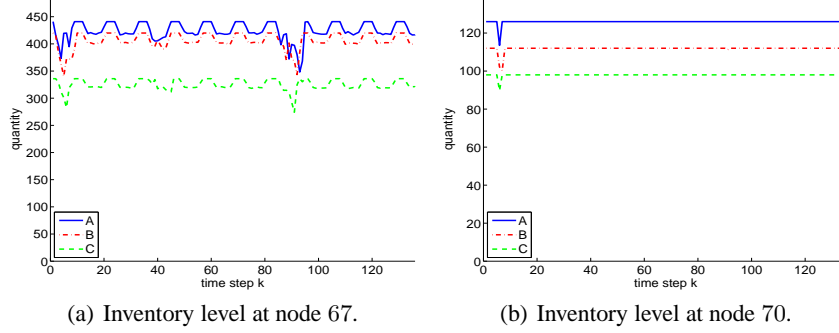 450
400
350
300
450
400
150
100
50
0
quantity
A
B
C
0 20 40 60 80 100 120
time step k
(a) Inventory level at node 67.
120
100
80
60
40
20
0
quantity
A
B
C
0 20 40 60 80 100 120
time step k
(b) Inventory level at node 70.